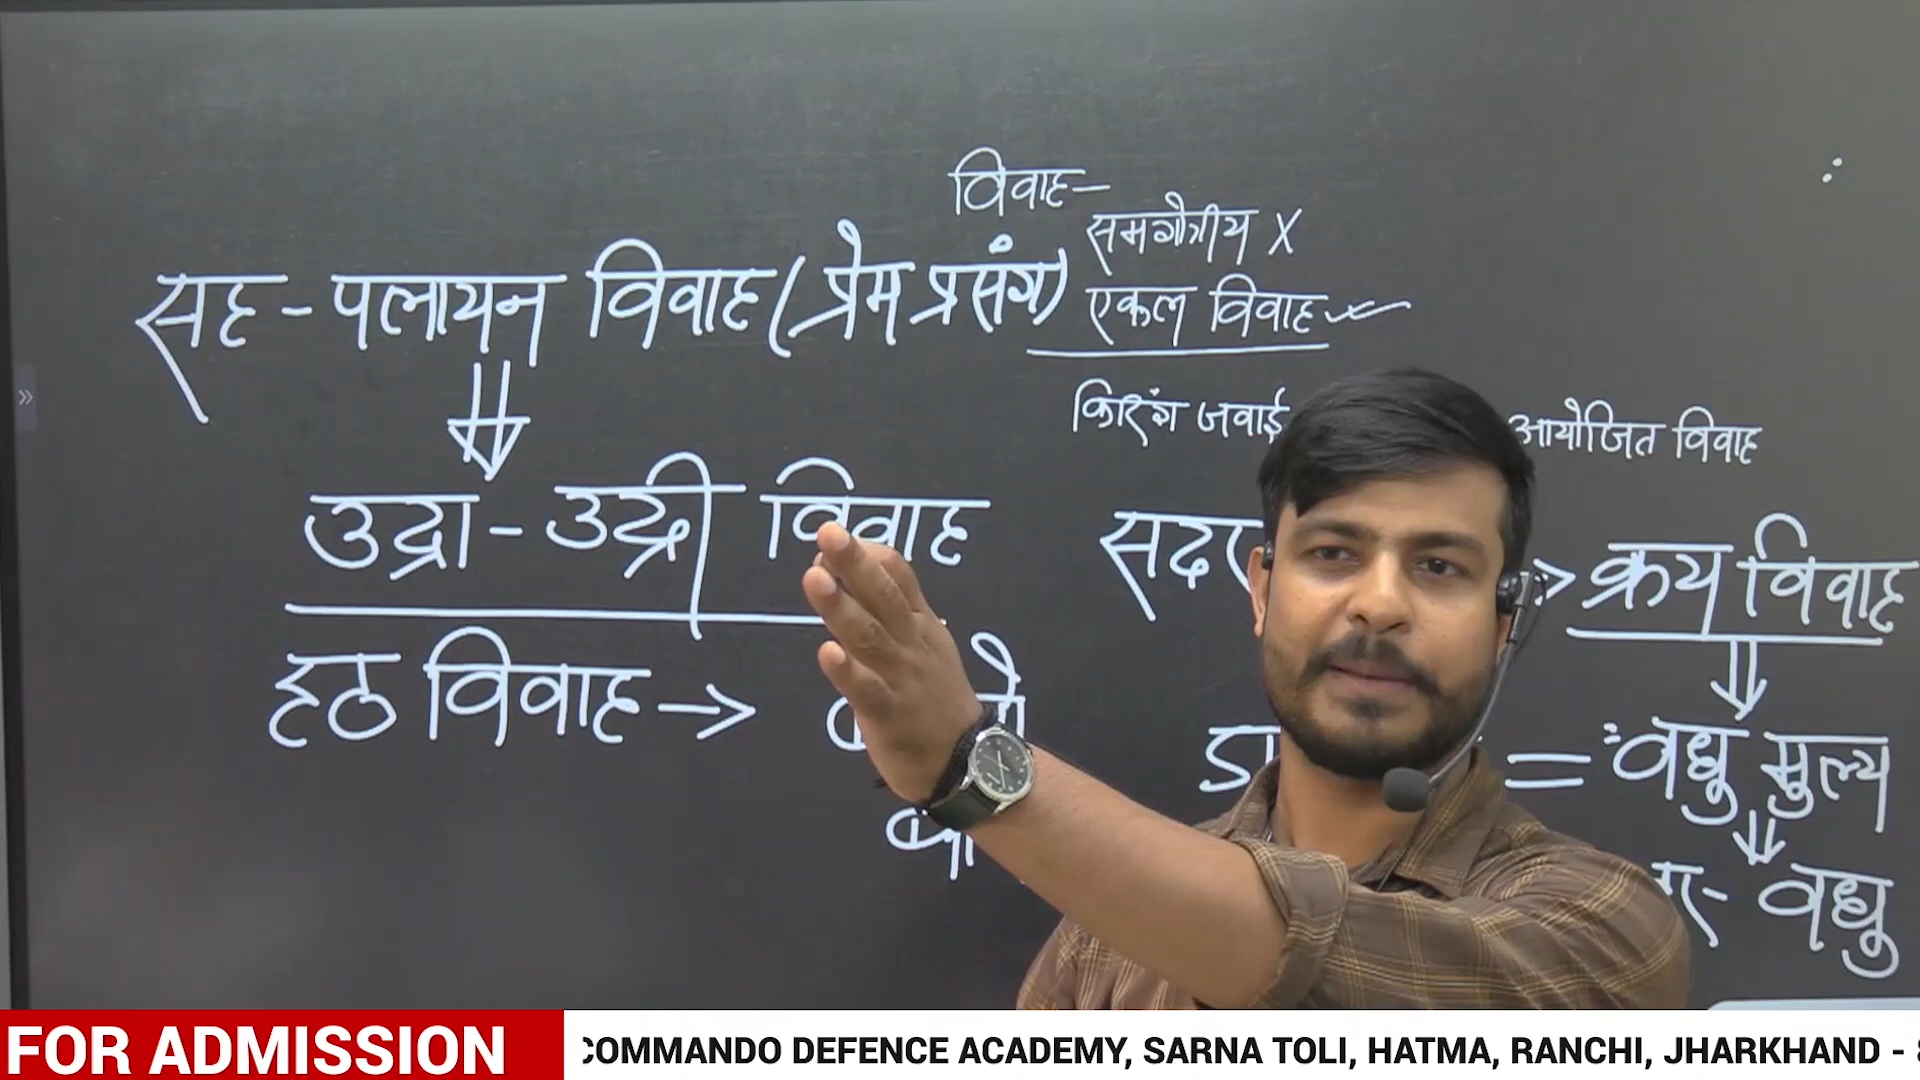 विवाह-
समगोत्रीय X
सह-पलायन विवाह (प्रेम प्रसंग)
एकल विवाह
किरिंग जवाई
आयोजित विवाह
उद्रा-उद्री विवाह
क्रय विवाह
हठ विवाह →
= वधु मुल्य
वधु
FOR ADMISSION
COMMANDO DEFENCE ACADEMY, SARNA TOLI, HATMA, RANCHI, JHARKHAND -